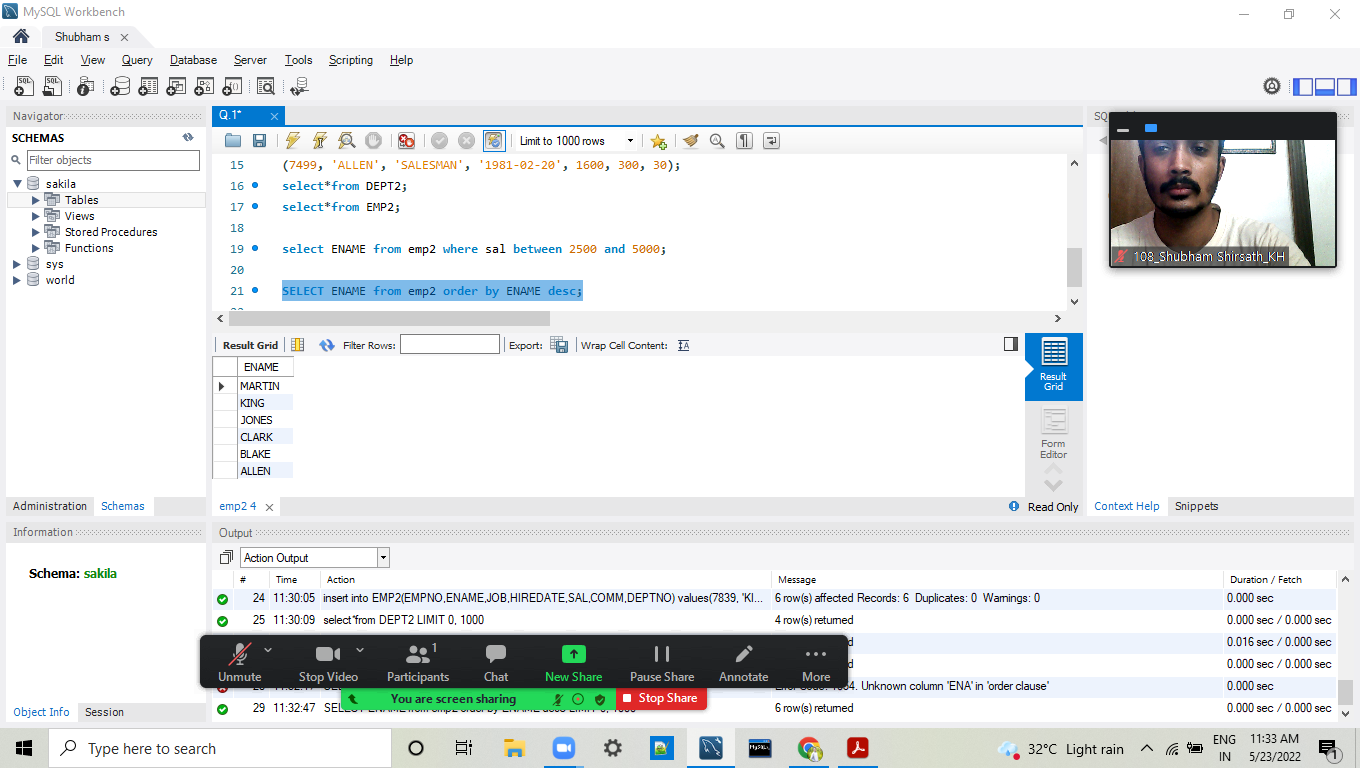 MySQL Workbench
Shubham s
File Edit View Query Database Server Tools Scripting Help
Navigator
SCHEMAS
Filter objects
sakila
Tables
Views
Stored Procedures
Functions
sys
world
Administration Schemas
Information
Schema: sakila
Object Info Session
Q.1*
Limit to 1000 rows
15 (7499, 'ALLEN', 'SALESMAN', '1981-02-20', 1600, 300, 30);
16 select*from DEPT2;
17 select*from EMP2;
18
19 select ENAME from emp2 where sal between 2500 and 5000;
20
21 SELECT ENAME from emp2 order by ENAME desc;
Result Grid Filter Rows: Export: Wrap Cell Content:
ENAME
MARTIN
KING
JONES
CLARK
BLAKE
ALLEN
Result Grid
Form Editor
emp2 4
Read Only
SQ
108_Shubham Shirsath_KH
Context Help Snippets
Output
Action Output
# Time Action Message Duration / Fetch
24 11:30:05 insert into EMP2(EMPNO,ENAME,JOB,HIREDATE,SAL,COMM,DEPTNO) values(7839, 'KI... 6 row(s) affected Records: 6 Duplicates: 0 Warnings: 0 0.000 sec
25 11:30:09 select*from DEPT2 LIMIT 0, 1000 4 row(s) returned 0.000 sec / 0.000 sec
0.016 sec / 0.000 sec
0.000 sec / 0.000 sec
Unknown column 'ENA' in 'order clause' 0.000 sec
29 11:32:47 SELECT ENAME from emp2 order by ENAME desc LIMIT 0, 1000 6 row(s) returned 0.000 sec / 0.000 sec
Unmute Stop Video Participants 1 Chat New Share Pause Share Annotate More
You are screen sharing Stop Share
Type here to search
32°C Light rain
ENG
IN
11:33 AM
5/23/2022
1